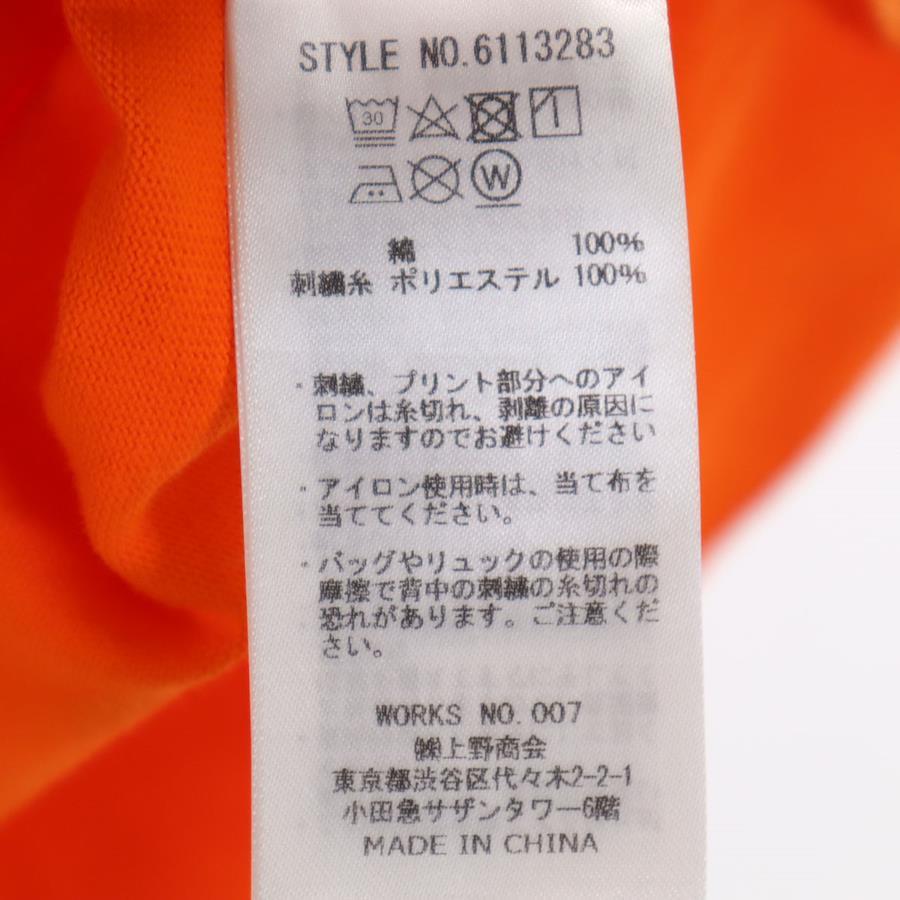 STYLE NO.6113283
30
W
綿 100%
刺繍糸 ポリエステル 100%
・刺繍、プリント部分へのアイ
ロンは糸切れ、剥離の原因に
なりますのでお避けください
・アイロン使用時は、当て布を
当ててください。
・バッグやリュックの使用の際
摩擦で背中の刺繍の糸切れの
恐れがあります。ご注意くだ
さい。
WORKS NO.007
㈱上野商会
東京都渋谷区代々木2-2-1
小田急サザンタワー6階
MADE IN CHINA